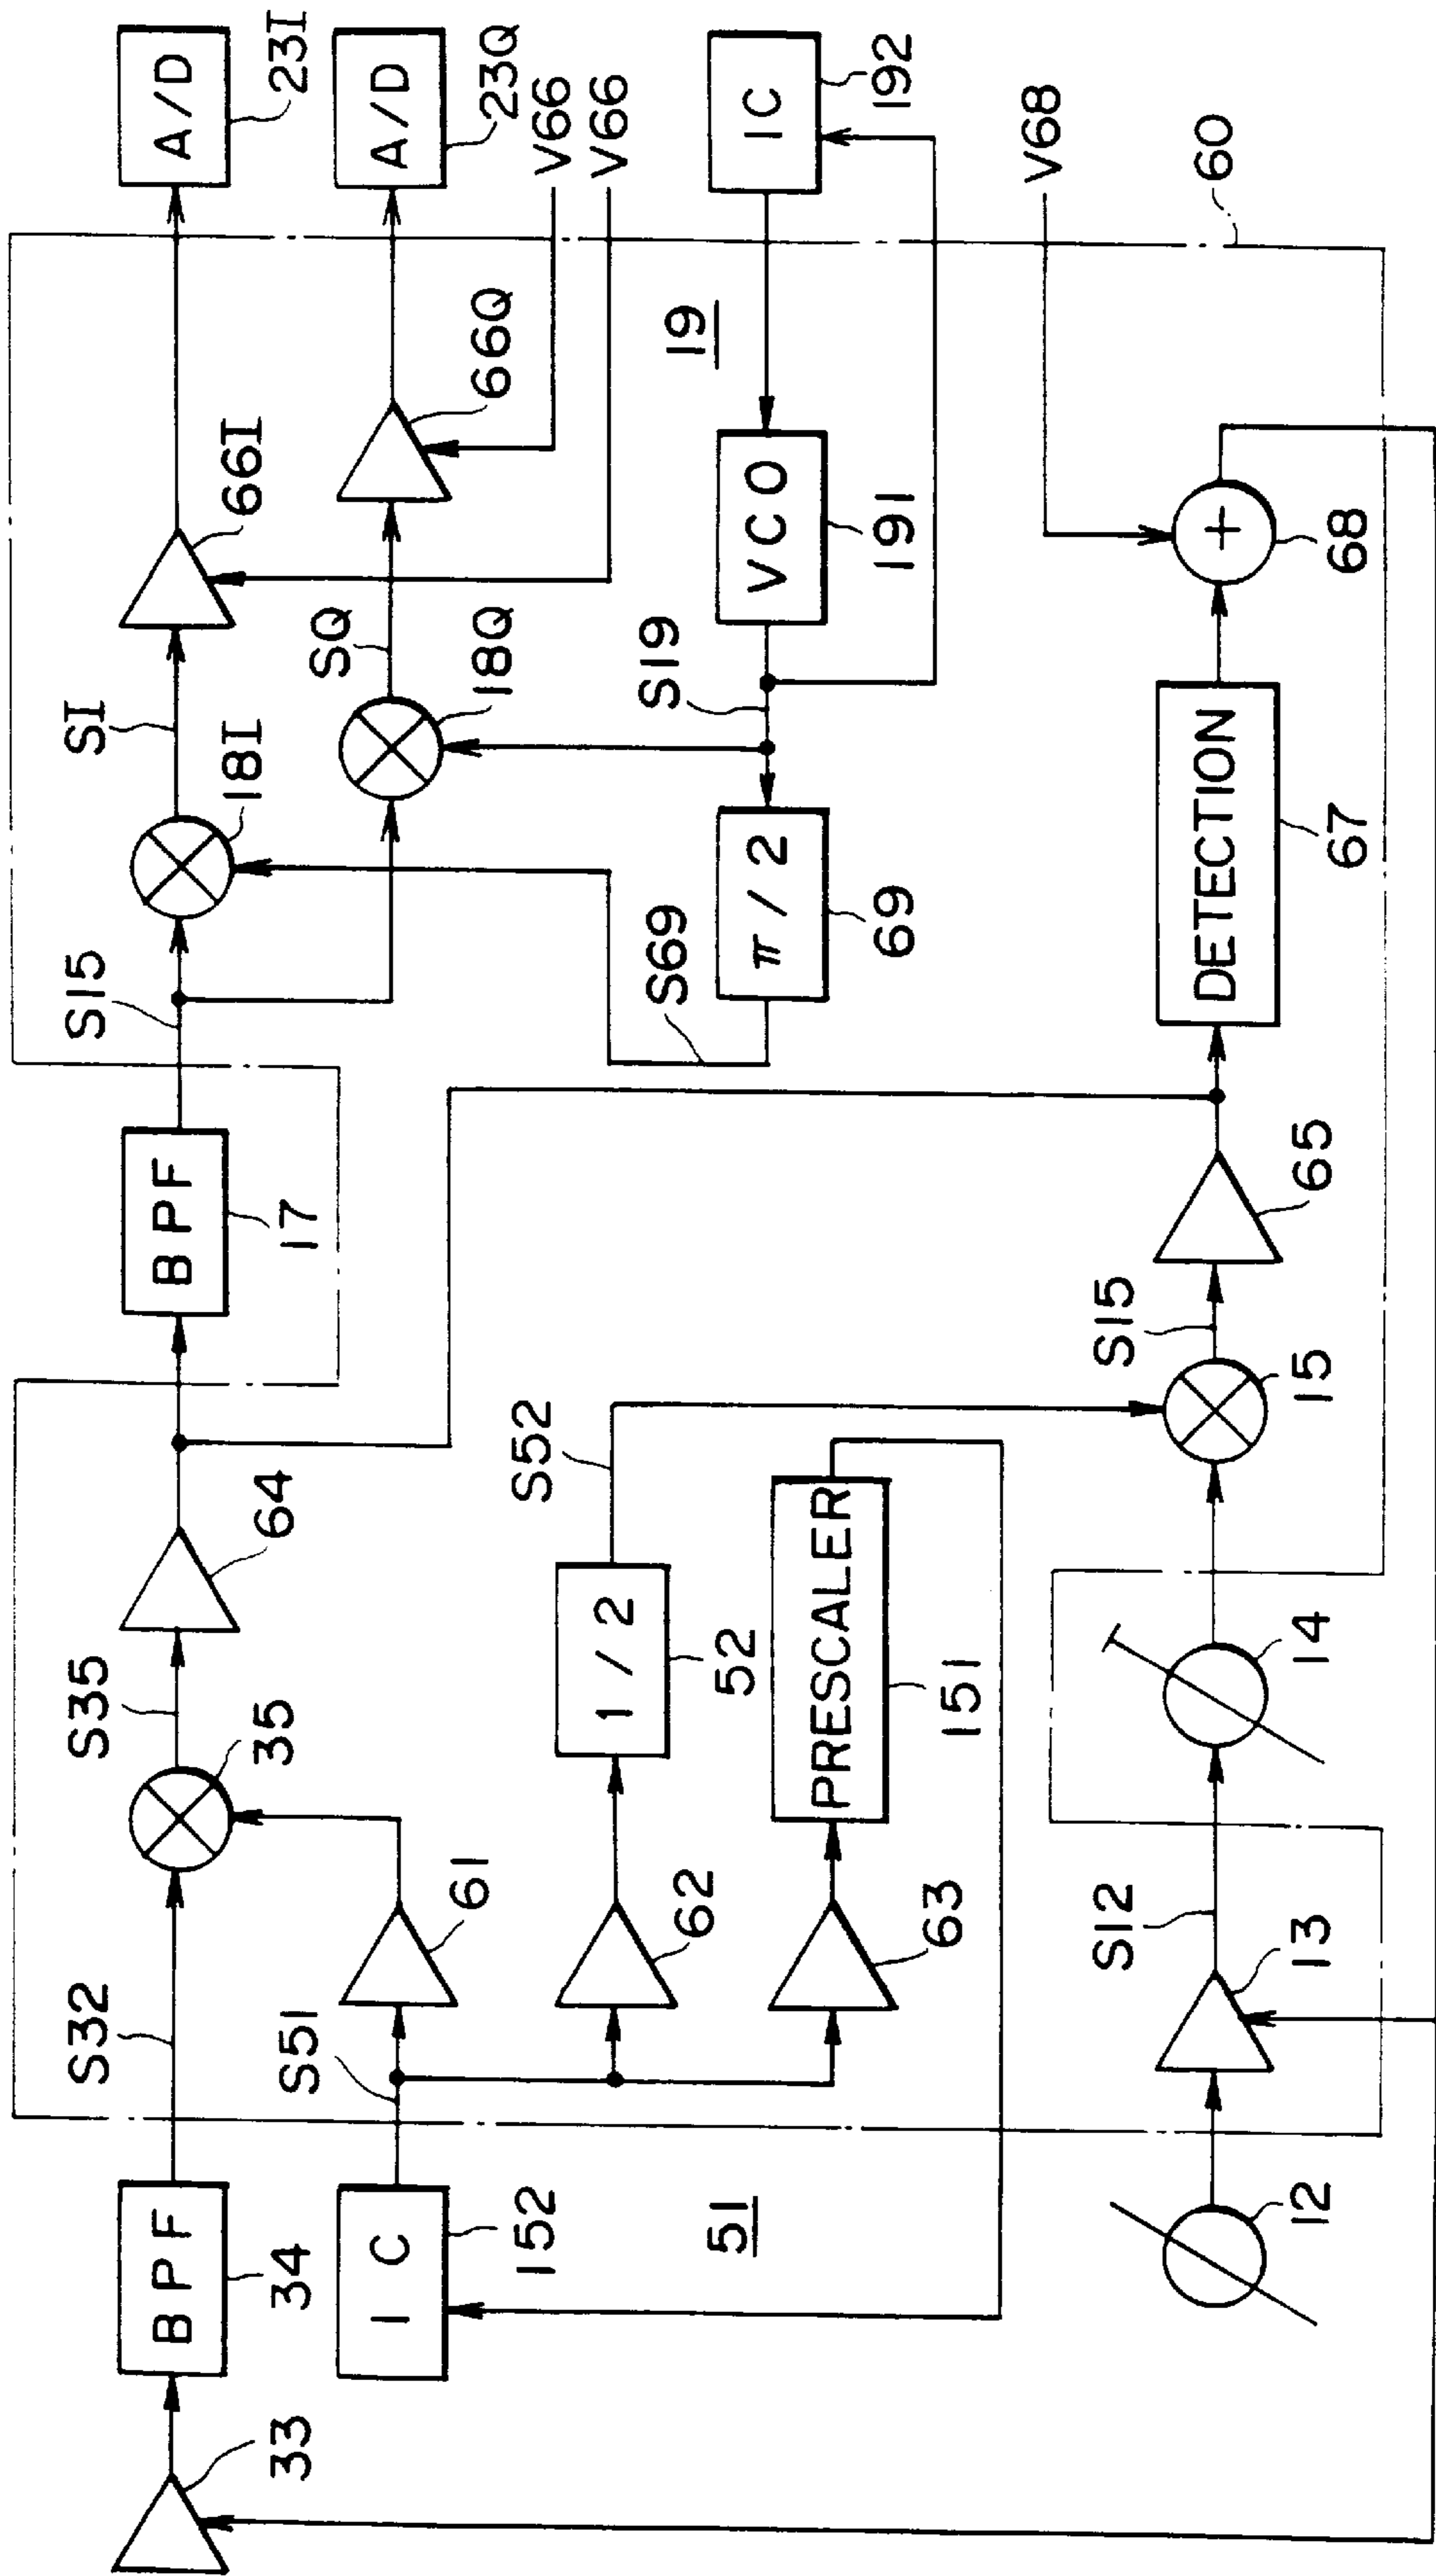 33
BPF
34
S32
35
S35
64
BPF
17
S15
18I
SI
66I
A/D
23I
IC
152
S51
61
SQ
18Q
66Q
A/D
23Q
V66
V66
62
1/2
52
S52
S69
π/2
69
S19
VCO
191
19
IC
192
51
63
PRESCALER
151
V68
60
12
13
S12
14
15
S15
65
DETECTION
67
+
68